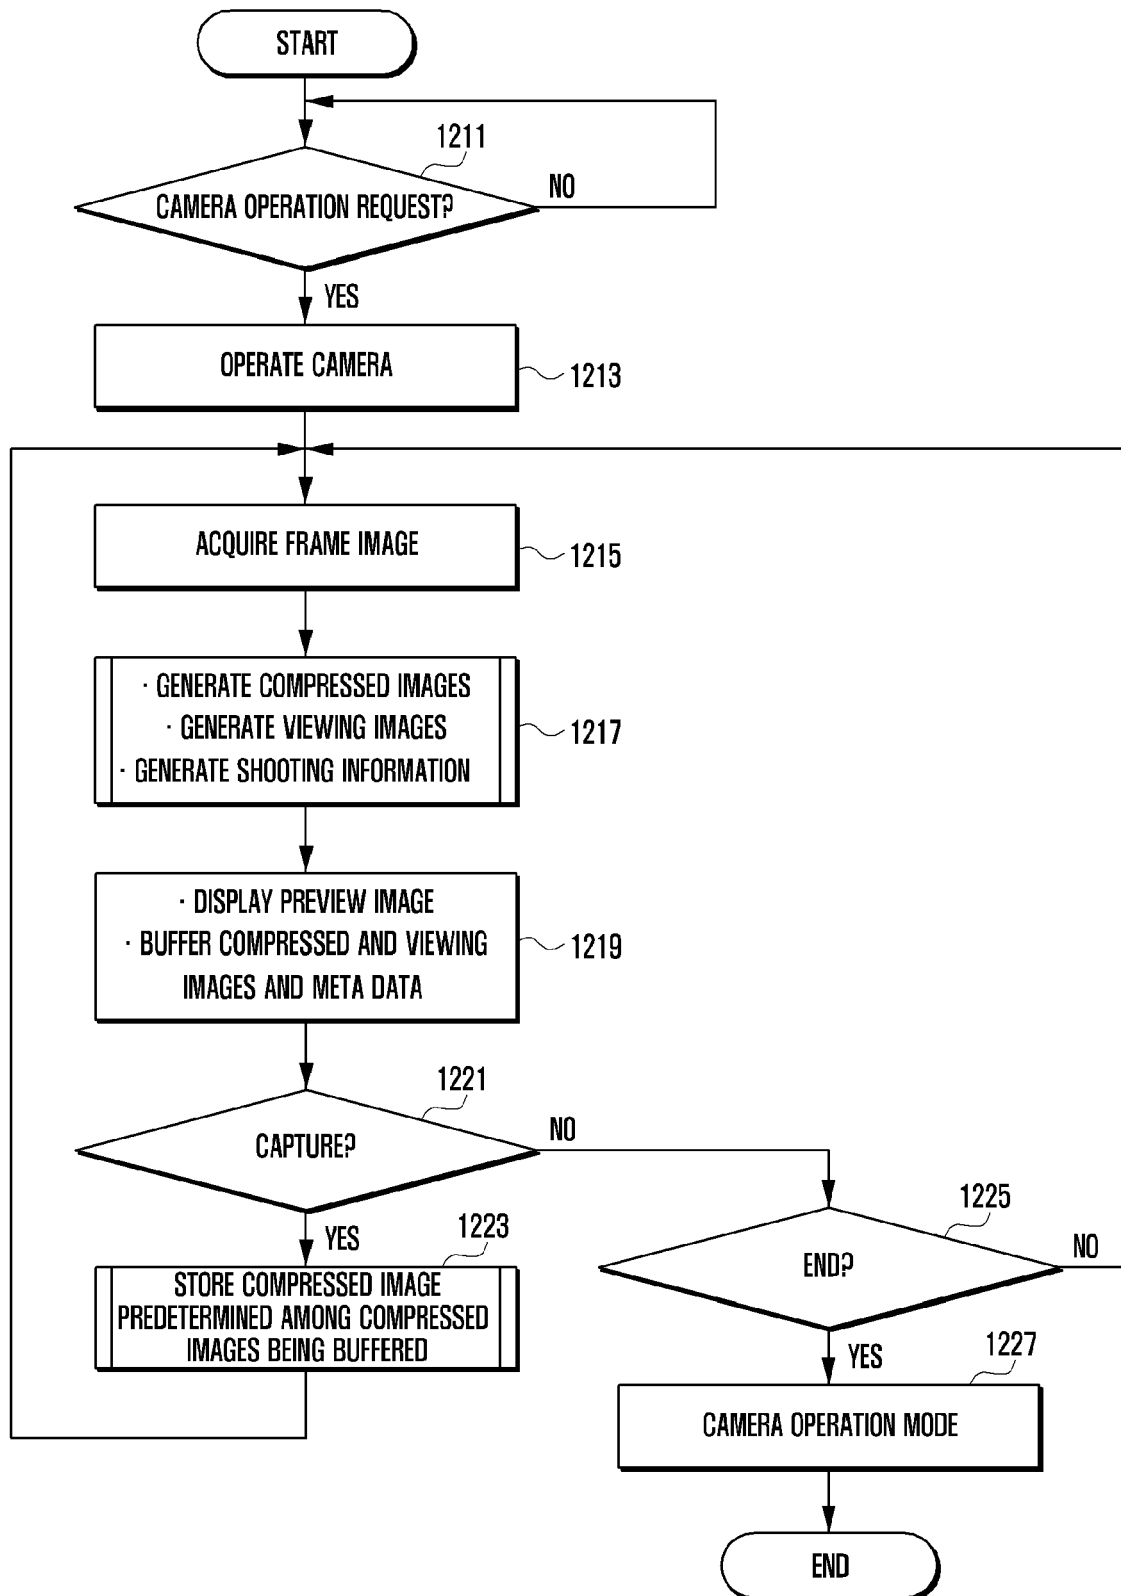 START
1211
CAMERA OPERATION REQUEST?
NO
YES
OPERATE CAMERA
1213
ACQUIRE FRAME IMAGE
1215
· GENERATE COMPRESSED IMAGES
· GENERATE VIEWING IMAGES
· GENERATE SHOOTING INFORMATION
1217
· DISPLAY PREVIEW IMAGE
· BUFFER COMPRESSED AND VIEWING
IMAGES AND META DATA
1219
1221
CAPTURE?
NO
YES
1223
STORE COMPRESSED IMAGE
PREDETERMINED AMONG COMPRESSED
IMAGES BEING BUFFERED
1225
END?
NO
YES
1227
CAMERA OPERATION MODE
END